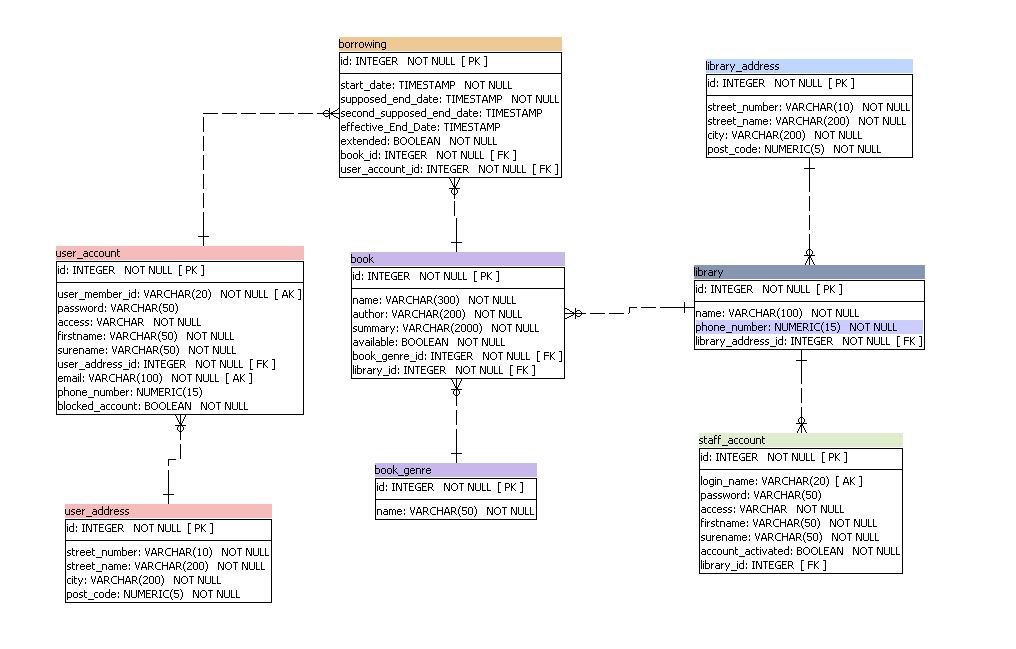 borrowing
id: INTEGER NOT NULL [ PK ]
start_date: TIMESTAMP NOT NULL
supposed_end_date: TIMESTAMP NOT NULL
second_supposed_end_date: TIMESTAMP
effective_End_Date: TIMESTAMP
extended: BOOLEAN NOT NULL
book_id: INTEGER NOT NULL [ FK ]
user_account_id: INTEGER NOT NULL [ FK ]
library_address
id: INTEGER NOT NULL [ PK ]
street_number: VARCHAR(10) NOT NULL
street_name: VARCHAR(200) NOT NULL
city: VARCHAR(200) NOT NULL
post_code: NUMERIC(5) NOT NULL
user_account
id: INTEGER NOT NULL [ PK ]
user_member_id: VARCHAR(20) NOT NULL [ AK ]
password: VARCHAR(50)
access: VARCHAR NOT NULL
firstname: VARCHAR(50) NOT NULL
surename: VARCHAR(50) NOT NULL
user_address_id: INTEGER NOT NULL [ FK ]
email: VARCHAR(100) NOT NULL [ AK ]
phone_number: NUMERIC(15)
blocked_account: BOOLEAN NOT NULL
book
id: INTEGER NOT NULL [ PK ]
name: VARCHAR(300) NOT NULL
author: VARCHAR(200) NOT NULL
summary: VARCHAR(2000) NOT NULL
available: BOOLEAN NOT NULL
book_genre_id: INTEGER NOT NULL [ FK ]
library_id: INTEGER NOT NULL [ FK ]
library
id: INTEGER NOT NULL [ PK ]
name: VARCHAR(100) NOT NULL
phone_number: NUMERIC(15) NOT NULL
library_address_id: INTEGER NOT NULL [ FK ]
book_genre
id: INTEGER NOT NULL [ PK ]
name: VARCHAR(50) NOT NULL
staff_account
id: INTEGER NOT NULL [ PK ]
login_name: VARCHAR(20) [ AK ]
password: VARCHAR(50)
access: VARCHAR NOT NULL
firstname: VARCHAR(50) NOT NULL
surename: VARCHAR(50) NOT NULL
account_activated: BOOLEAN NOT NULL
library_id: INTEGER [ FK ]
user_address
id: INTEGER NOT NULL [ PK ]
street_number: VARCHAR(10) NOT NULL
street_name: VARCHAR(200) NOT NULL
city: VARCHAR(200) NOT NULL
post_code: NUMERIC(5) NOT NULL